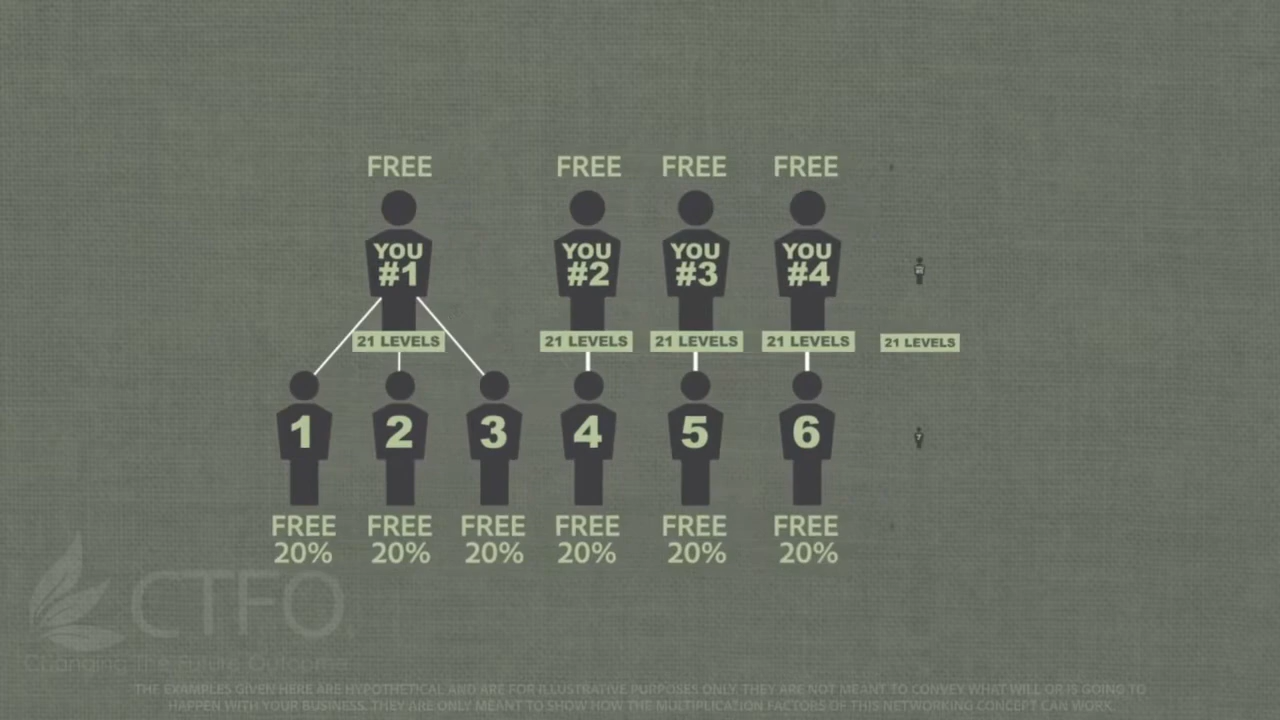 FREE FREE FREE FREE
YOU YOU YOU YOU
#1 #2 #3 #4
21 LEVELS 21 LEVELS 21 LEVELS 21 LEVELS 21 LEVELS
1 2 3 4 5 6 7
FREE FREE FREE FREE FREE FREE
20% 20% 20% 20% 20% 20%
CTFO
Changing The Future Outcome
THE EXAMPLES GIVEN HERE ARE HYPOTHETICAL AND ARE FOR ILLUSTRATIVE PURPOSES ONLY. THEY ARE NOT MEANT TO CONVEY WHAT WILL OR IS GOING TO
HAPPEN WITH YOUR BUSINESS. THEY ARE ONLY MEANT TO SHOW HOW THE MULTIPLICATION FACTORS OF THIS NETWORKING CONCEPT CAN WORK.